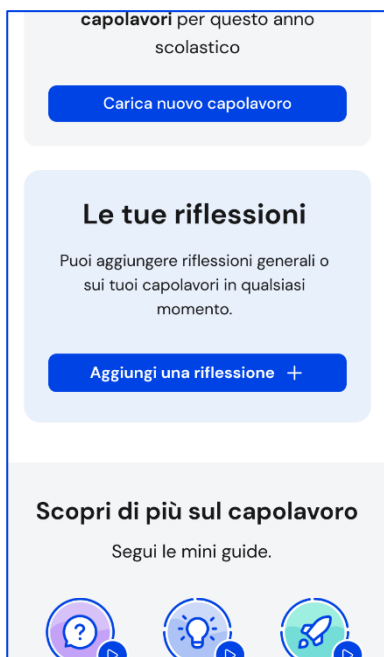 capolavori per questo anno
scolastico
Carica nuovo capolavoro
Le tue riflessioni
Puoi aggiungere riflessioni generali o
sui tuoi capolavori in qualsiasi
momento.
Aggiungi una riflessione +
Scopri di più sul capolavoro
Segui le mini guide.
?